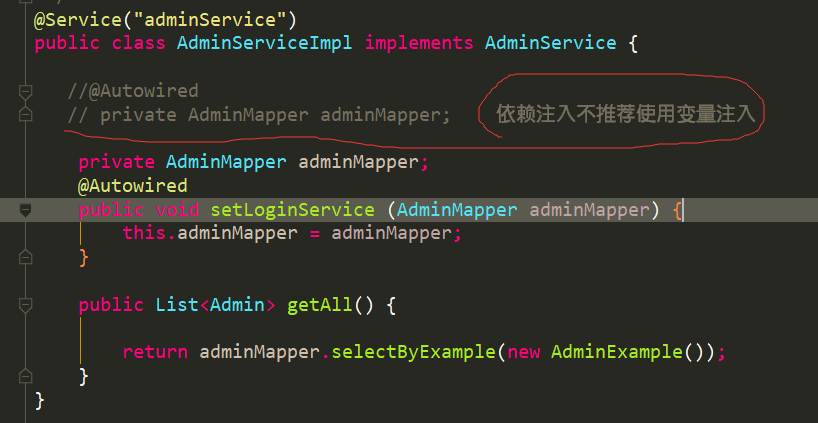 @Service("adminService")
public class AdminServiceImpl implements AdminService {
//@Autowired
// private AdminMapper adminMapper; 依赖注入不推荐使用变量注入
private AdminMapper adminMapper;
@Autowired
public void setLoginService (AdminMapper adminMapper) {
this.adminMapper = adminMapper;
}
public List<Admin> getAll() {
return adminMapper.selectByExample(new AdminExample());
}
}